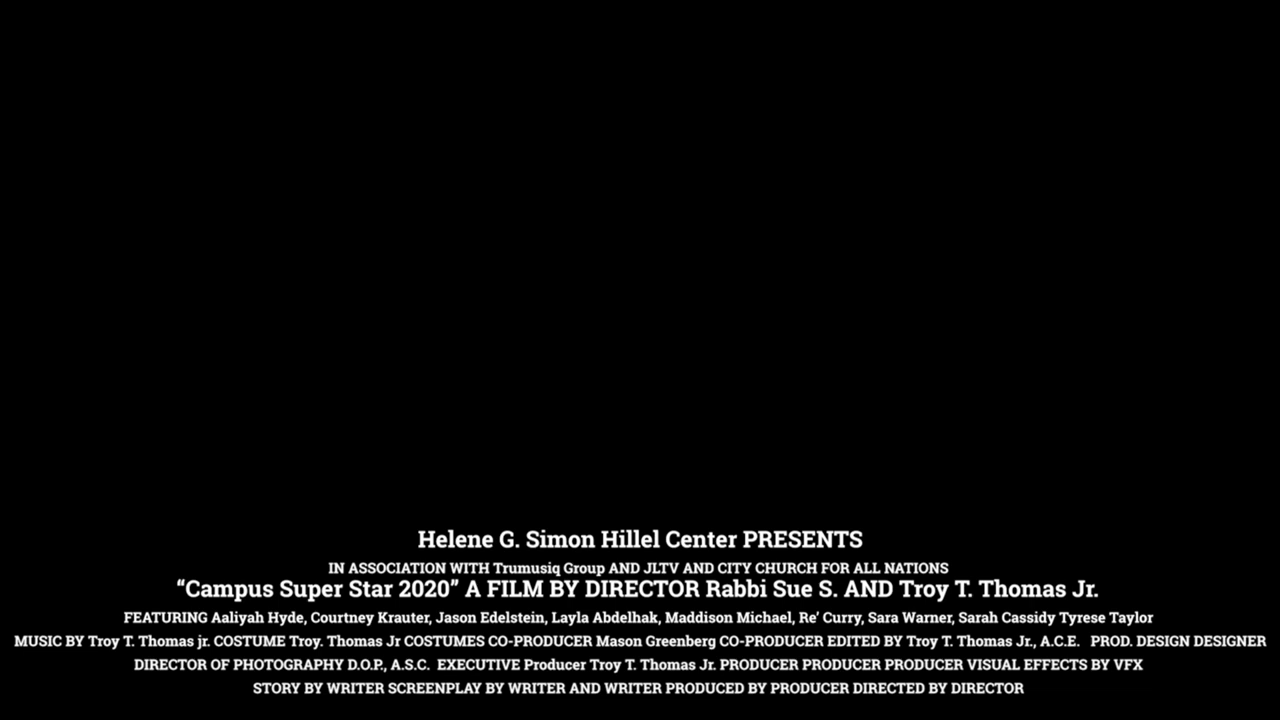 Helene G. Simon Hillel Center PRESENTS
IN ASSOCIATION WITH Trumusiq Group AND JLTV AND CITY CHURCH FOR ALL NATIONS
“Campus Super Star 2020” A FILM BY DIRECTOR Rabbi Sue S. AND Troy T. Thomas Jr.
FEATURING Aaliyah Hyde, Courtney Krauter, Jason Edelstein, Layla Abdelhak, Maddison Michael, Re’ Curry, Sara Warner, Sarah Cassidy Tyrese Taylor
MUSIC BY Troy T. Thomas jr. COSTUME Troy. Thomas Jr COSTUMES CO-PRODUCER Mason Greenberg CO-PRODUCER EDITED BY Troy T. Thomas Jr., A.C.E. PROD. DESIGN DESIGNER
DIRECTOR OF PHOTOGRAPHY D.O.P., A.S.C. EXECUTIVE Producer Troy T. Thomas Jr. PRODUCER PRODUCER PRODUCER VISUAL EFFECTS BY VFX
STORY BY WRITER SCREENPLAY BY WRITER AND WRITER PRODUCED BY PRODUCER DIRECTED BY DIRECTOR